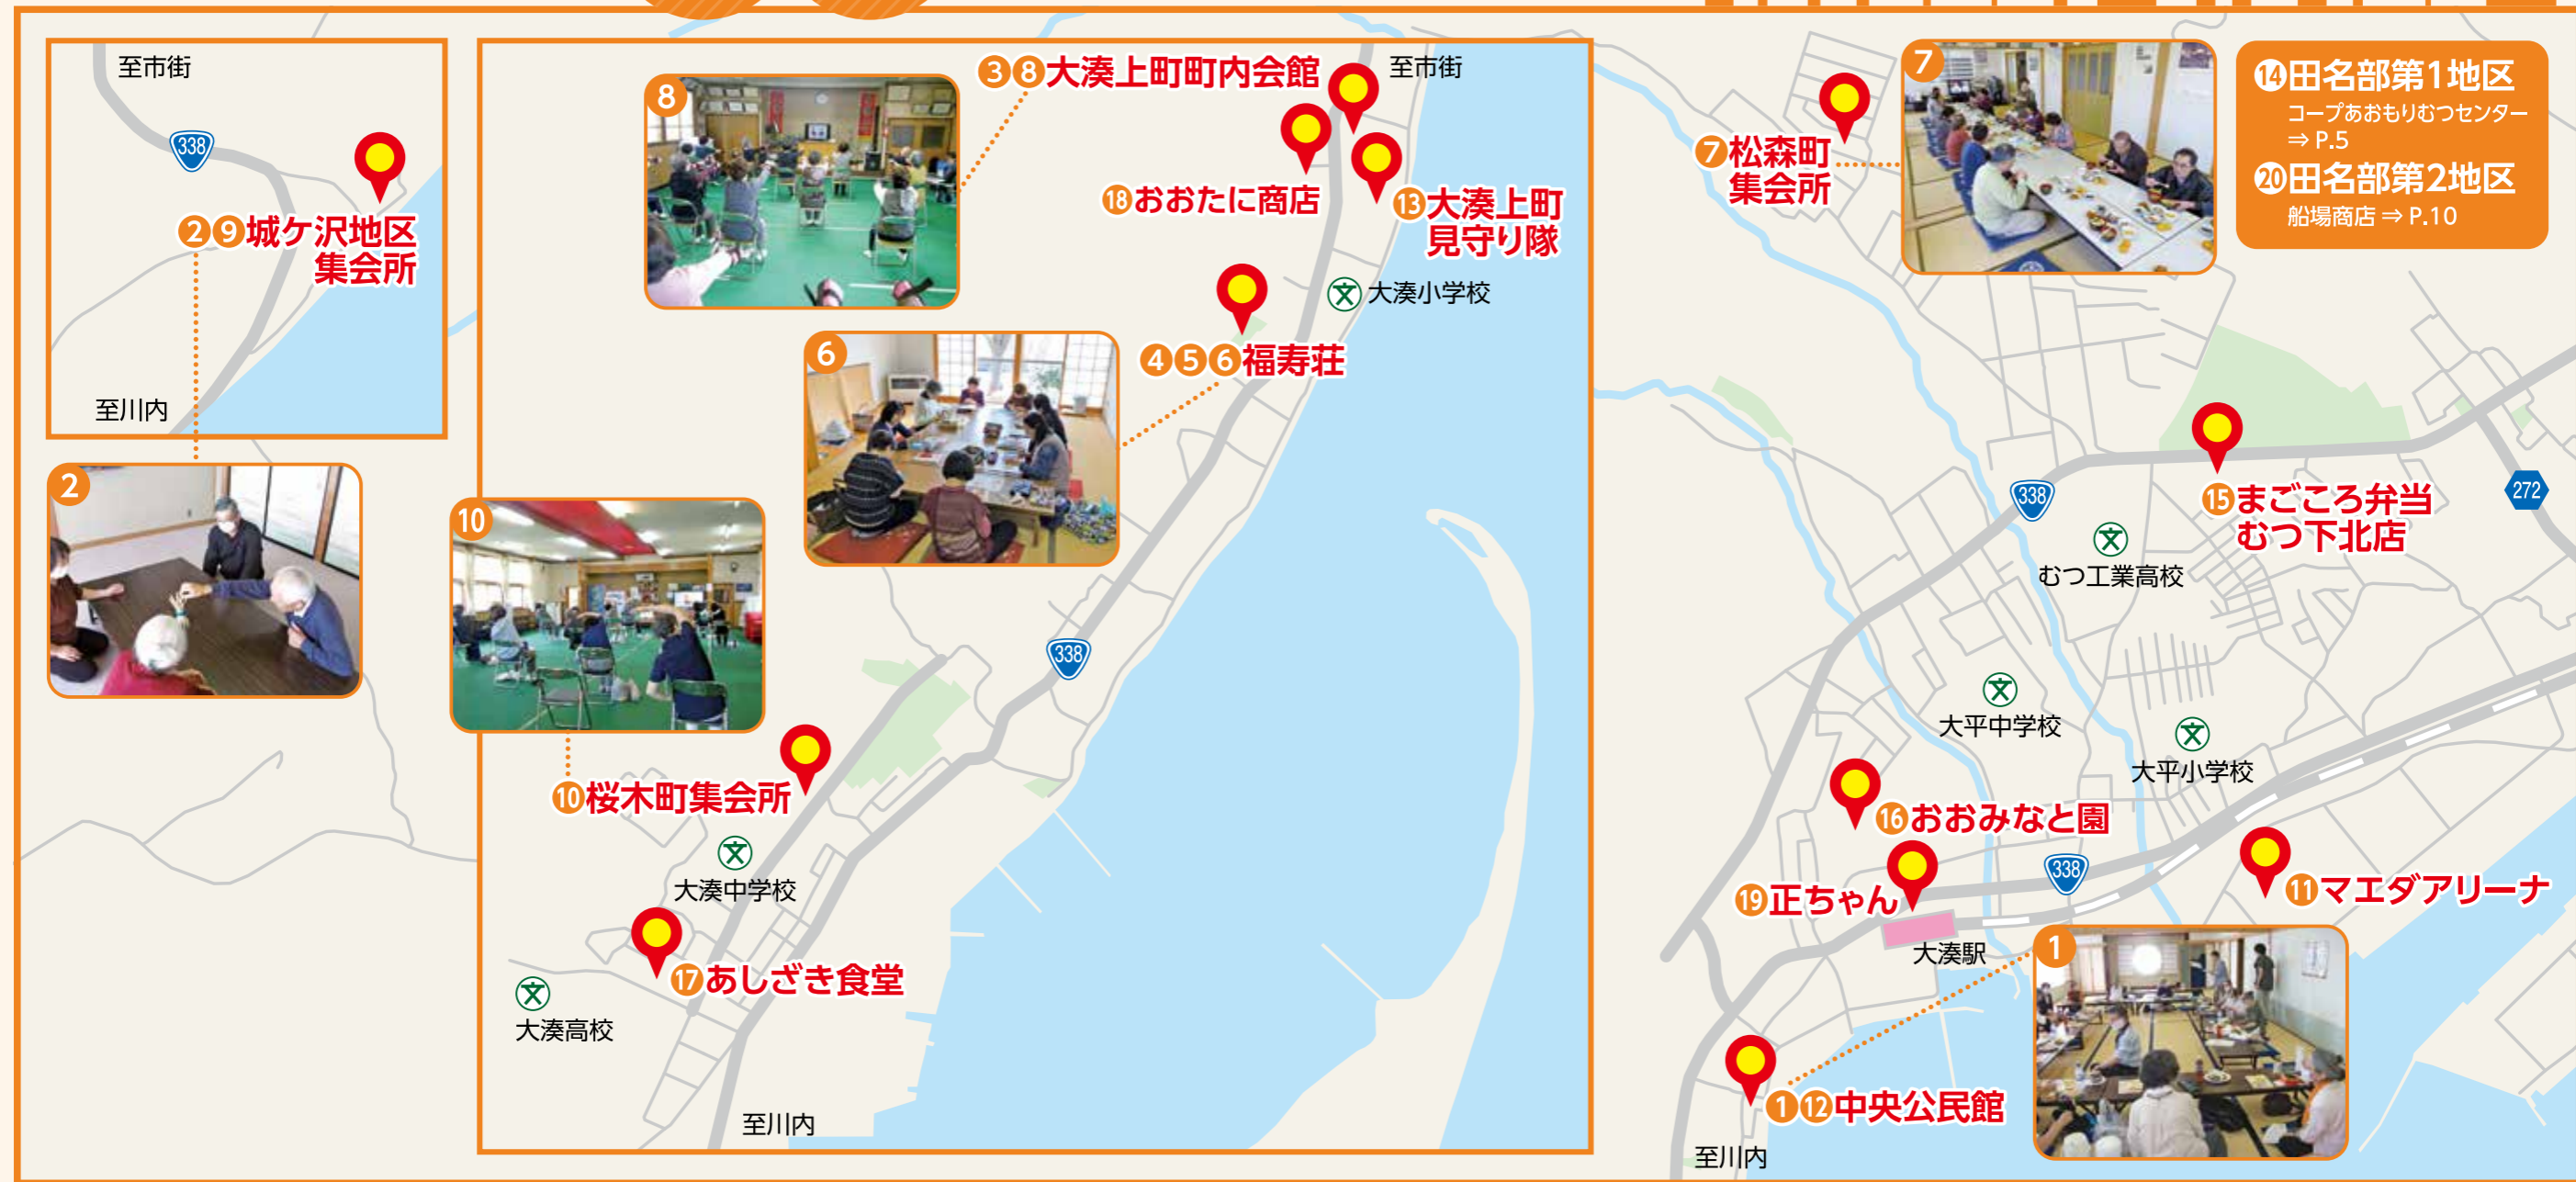 至市街
338
②⑨城ケ沢地区
集会所
至川内
2
8
③⑧大湊上町町内会館
至市街
⑱おおたに商店
⑬大湊上町
見守り隊
大湊小学校
6
④⑤⑥福寿荘
10
338
⑩桜木町集会所
大湊中学校
⑰あしざき食堂
大湊高校
至川内
7
⑦松森町
集会所
⑭田名部第1地区
コープあおもりむつセンター
⇒ P.5
⑳田名部第2地区
船場商店 ⇒ P.10
338
⑮まごころ弁当
むつ下北店
272
むつ工業高校
大平中学校
大平小学校
⑯おおみなと園
338
⑲正ちゃん
⑪マエダアリーナ
大湊駅
1
①⑫中央公民館
至川内